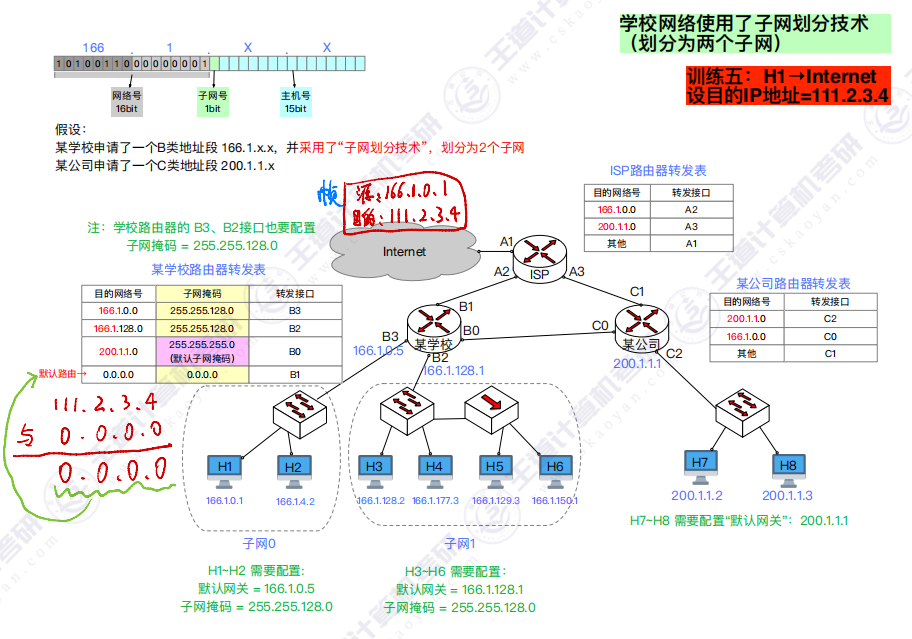 166 . 1 . X . X
1 0 1 0 0 1 1 0 0 0 0 0 0 0 0 1
网络号
16bit
子网号
1bit
主机号
15bit
学校网络使用了子网划分技术
（划分为两个子网）
训练五：H1→Internet
设目的IP地址=111.2.3.4
假设：
某学校申请了一个B类地址段 166.1.x.x，并采用了“子网划分技术”，划分为2个子网
某公司申请了一个C类地址段 200.1.1.x
帧
源：166.1.0.1
目的：111.2.3.4
注：学校路由器的 B3、B2接口也要配置
子网掩码 = 255.255.128.0
ISP路由器转发表
目的网络号 转发接口
166.1.0.0 A2
200.1.1.0 A3
其他 A1
Internet
A1
ISP
A2
A3
某学校路由器转发表
目的网络号 子网掩码 转发接口
166.1.0.0 255.255.128.0 B3
166.1.128.0 255.255.128.0 B2
200.1.1.0 255.255.255.0 B0
(默认子网掩码)
默认路由→ 0.0.0.0 0.0.0.0 B1
某公司路由器转发表
目的网络号 转发接口
200.1.1.0 C2
166.1.0.0 C0
其他 C1
B1
B3
B0
某学校
166.1.0.5
B2
166.1.128.1
C1
C0
某公司
C2
200.1.1.1
111.2.3.4
与 0.0.0.0
0.0.0.0
H1
H2
H3
H4
H5
H6
H7
H8
166.1.0.1
166.1.4.2
166.1.128.2
166.1.177.3
166.1.129.3
166.1.150.1
200.1.1.2
200.1.1.3
H7~H8 需要配置“默认网关”：200.1.1.1
子网0
子网1
H1~H2 需要配置:
默认网关 = 166.1.0.5
子网掩码 = 255.255.128.0
H3~H6 需要配置:
默认网关 = 166.1.128.1
子网掩码 = 255.255.128.0
王道计算机考研
www.cskaoyan.com